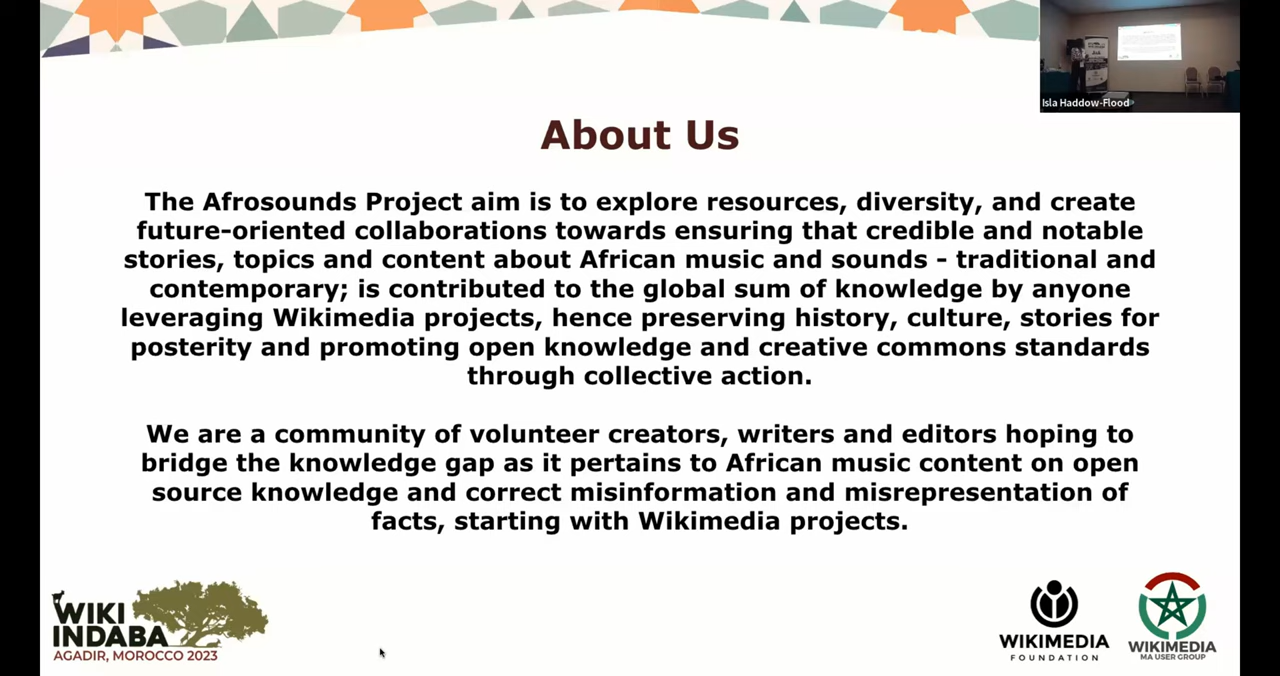 Isla Haddow-Flood
About Us
The Afrosounds Project aim is to explore resources, diversity, and create
future-oriented collaborations towards ensuring that credible and notable
stories, topics and content about African music and sounds - traditional and
contemporary; is contributed to the global sum of knowledge by anyone
leveraging Wikimedia projects, hence preserving history, culture, stories for
posterity and promoting open knowledge and creative commons standards
through collective action.
We are a community of volunteer creators, writers and editors hoping to
bridge the knowledge gap as it pertains to African music content on open
source knowledge and correct misinformation and misrepresentation of
facts, starting with Wikimedia projects.
WIKI
INDABA
AGADIR, MOROCCO 2023
WIKIMEDIA
FOUNDATION
WIKIMEDIA
MA USER GROUP